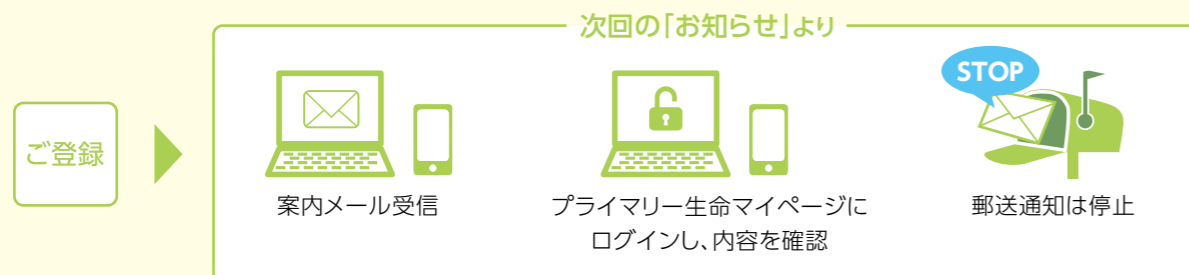 次回の「お知らせ」より
ご登録
STOP
案内メール受信
プライマリー生命マイページに
ログインし、内容を確認
郵送通知は停止